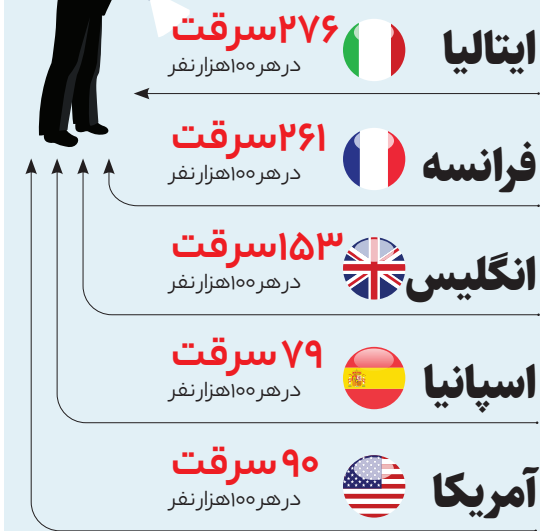 ایتالیا
۲۷۶سرقت
درهر۱۰۰هزارنفر
فرانسه
۲۶۱سرقت
درهر۱۰۰هزارنفر
انگلیس
۱۵۳سرقت
درهر۱۰۰هزارنفر
اسپانیا
۷۹ سرقت
درهر۱۰۰هزارنفر
آمریکا
۹۰ سرقت
درهر۱۰۰هزارنفر